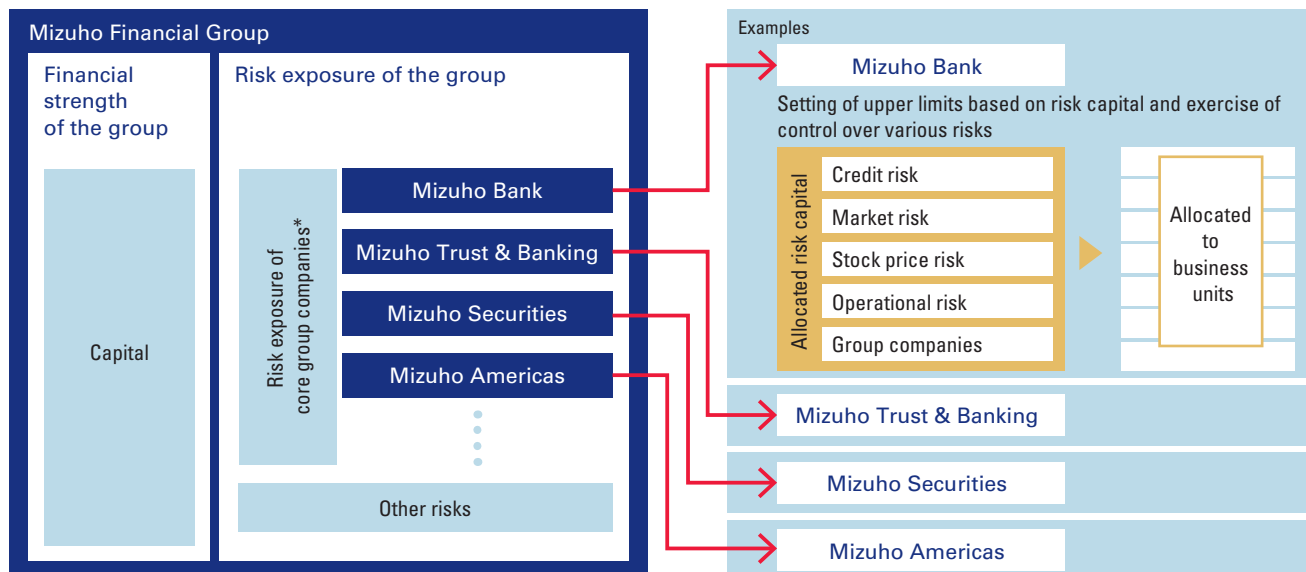 Mizuho Financial Group
Financial
strength
of the group
Capital
Risk exposure of the group
Risk exposure of
core group companies*
Mizuho Bank
Mizuho Trust & Banking
Mizuho Securities
Mizuho Americas
Other risks
Examples
Mizuho Bank
Setting of upper limits based on risk capital and exercise of
control over various risks
Allocated risk capital
Credit risk
Market risk
Stock price risk
Operational risk
Group companies
Allocated
to
business
units
Mizuho Trust & Banking
Mizuho Securities
Mizuho Americas